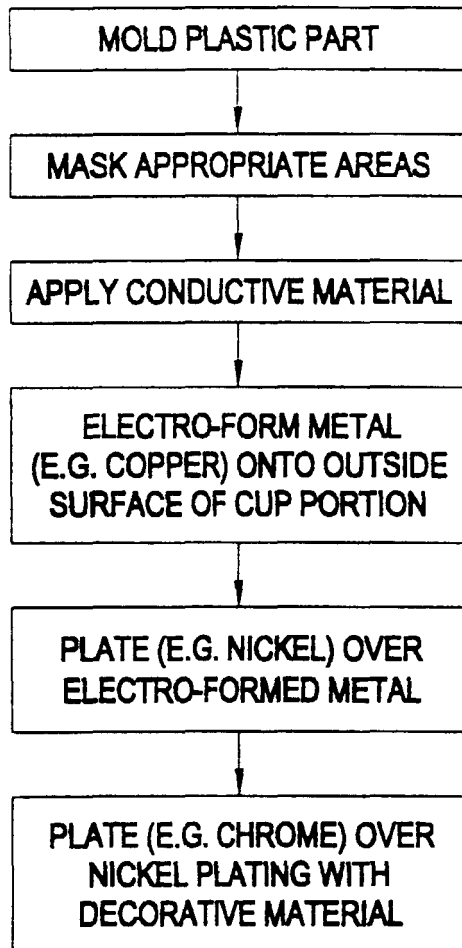 MOLD PLASTIC PART
MASK APPROPRIATE AREAS
APPLY CONDUCTIVE MATERIAL
ELECTRO-FORM METAL
(E.G. COPPER) ONTO OUTSIDE
SURFACE OF CUP PORTION
PLATE (E.G. NICKEL) OVER
ELECTRO-FORMED METAL
PLATE (E.G. CHROME) OVER
NICKEL PLATING WITH
DECORATIVE MATERIAL